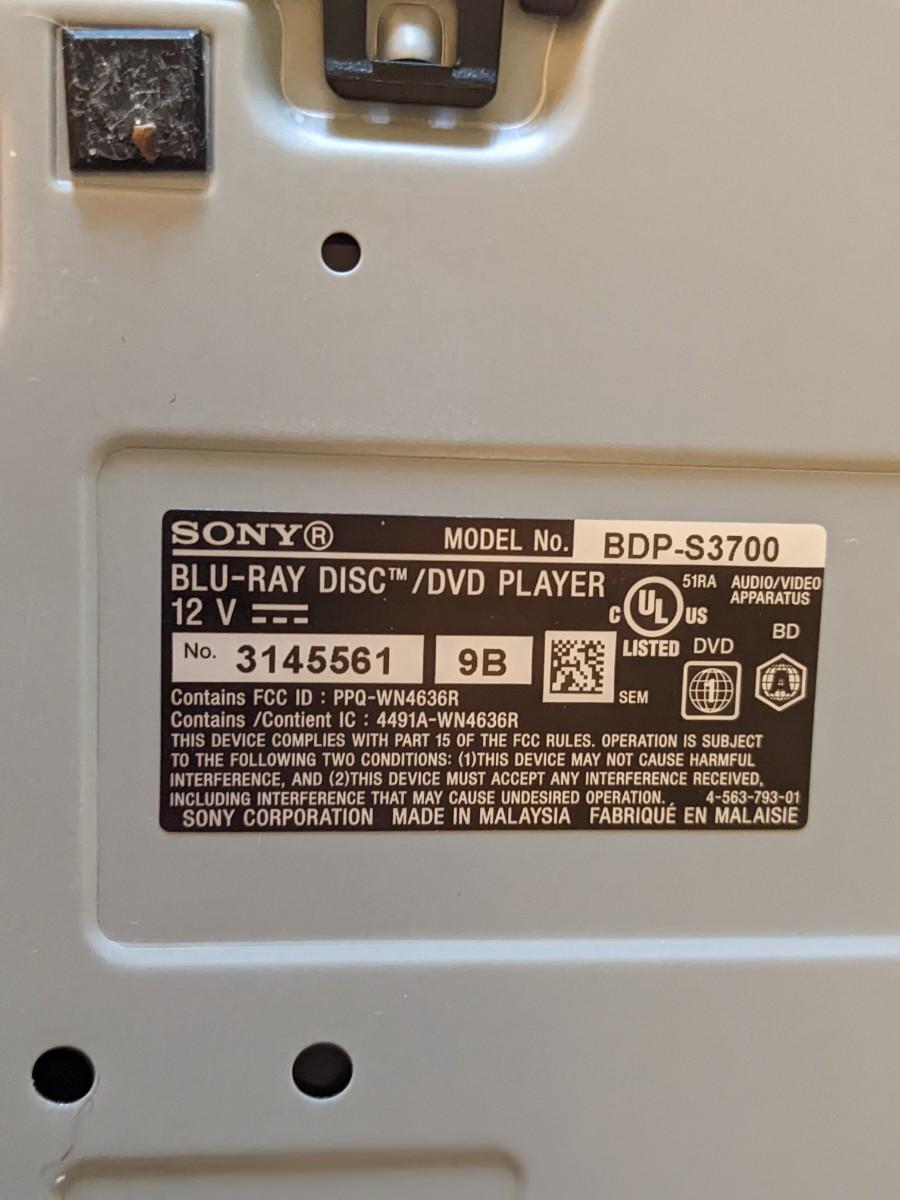 SONY® MODEL No. BDP-S3700
BLU-RAY DISC™/DVD PLAYER
12 V
C UL US
LISTED
51RA AUDIO/VIDEO
APPARATUS
No. 3145561 9B
SEM
DVD
1
BD
A
Contains FCC ID : PPQ-WN4636R
Contains /Contient IC : 4491A-WN4636R
THIS DEVICE COMPLIES WITH PART 15 OF THE FCC RULES. OPERATION IS SUBJECT
TO THE FOLLOWING TWO CONDITIONS: (1)THIS DEVICE MAY NOT CAUSE HARMFUL
INTERFERENCE, AND (2)THIS DEVICE MUST ACCEPT ANY INTERFERENCE RECEIVED,
INCLUDING INTERFERENCE THAT MAY CAUSE UNDESIRED OPERATION. 4-563-793-01
SONY CORPORATION MADE IN MALAYSIA FABRIQUÉ EN MALAISIE